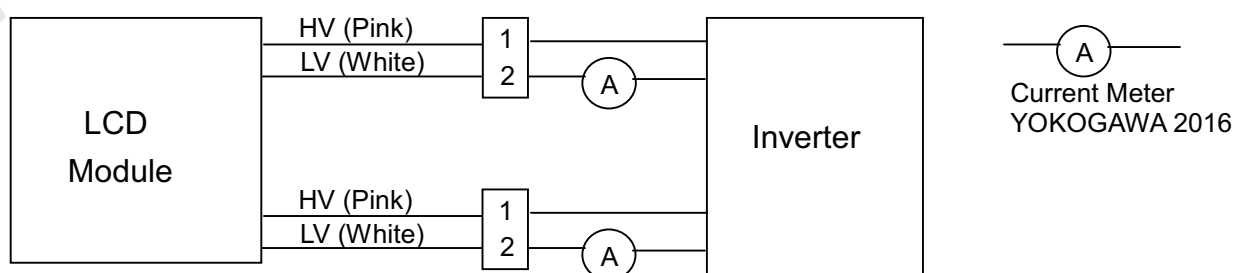 HV (Pink)
LV (White)
1
2
A
LCD
Module
Inverter
A
Current Meter
YOKOGAWA 2016
HV (Pink)
LV (White)
1
2
A